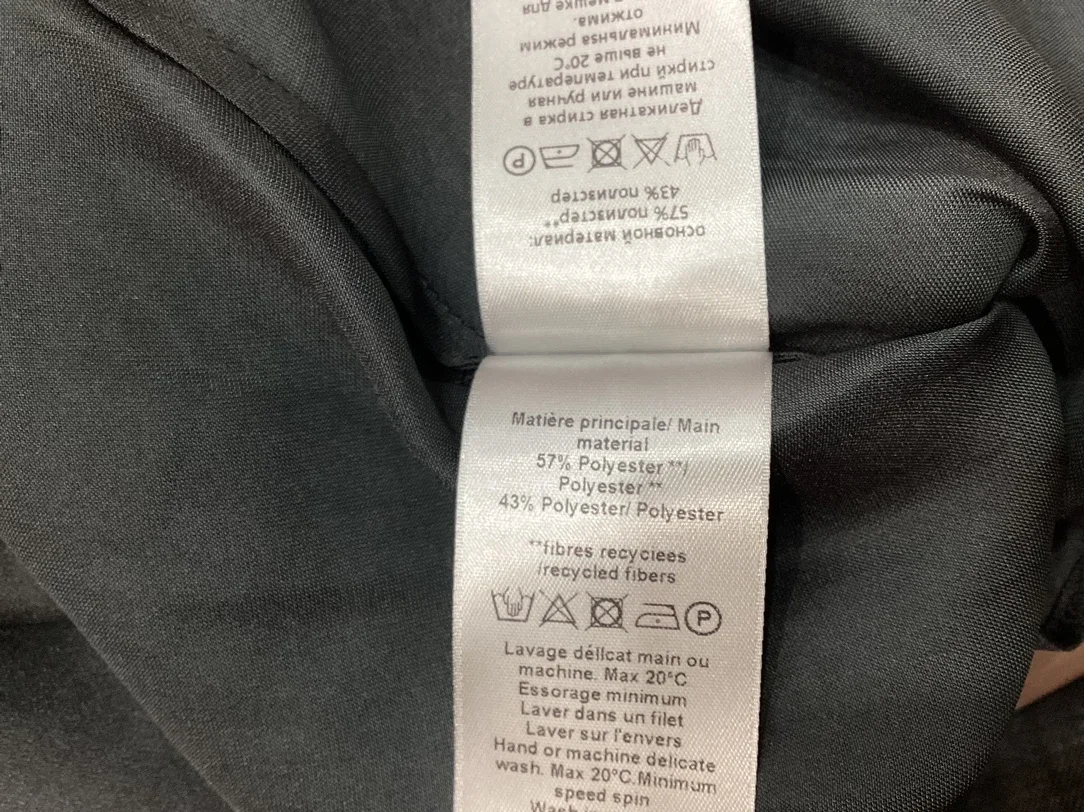 основной материал:
57% полиэстер**
43% полиэстер
P
Деликатная стирка в
машине или ручная
стирки при температуре
не выше 20°C
Минимальная режим
отжима.
мешке для
Matière principale/ Main
material
57% Polyester **/
Polyester **
43% Polyester/ Polyester
**fibres recyciees
/recycled fibers
P
Lavage délicat main ou
machine. Max 20°C
Essorage minimum
Laver dans un filet
Laver sur l'envers
Hand or machine delicate
wash. Max 20°C.Minimum
speed spin
Wash